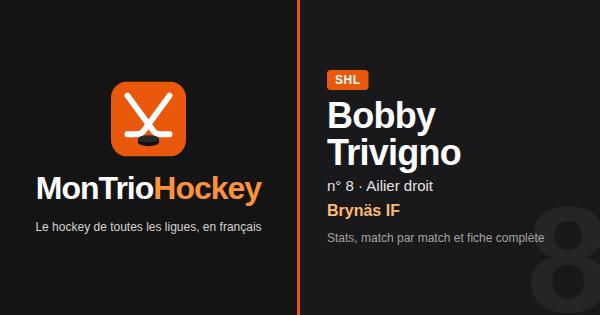 MonTrioHockey
Le hockey de toutes les ligues, en français
SHL
Bobby
Trivigno
n° 8 · Ailier droit
Brynäs IF
Stats, match par match et fiche complète
8